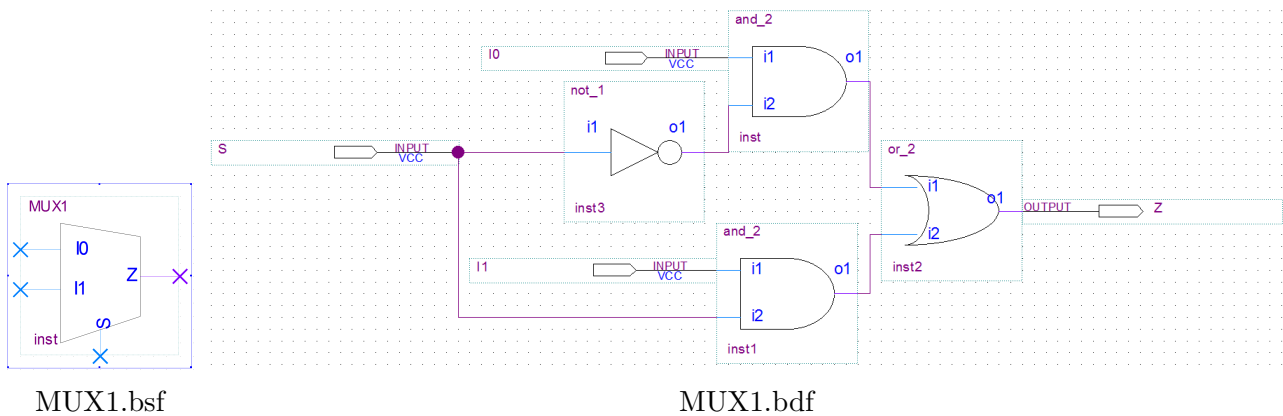 MUX1
I0
I1
Z
S
inst
I0
INPUT
VCC
and_2
i1
i2
o1
inst
not_1
i1
o1
inst3
S
INPUT
VCC
or_2
i1
i2
o1
inst2
OUTPUT
Z
I1
INPUT
VCC
and_2
i1
i2
o1
inst1
MUX1.bsf
MUX1.bdf